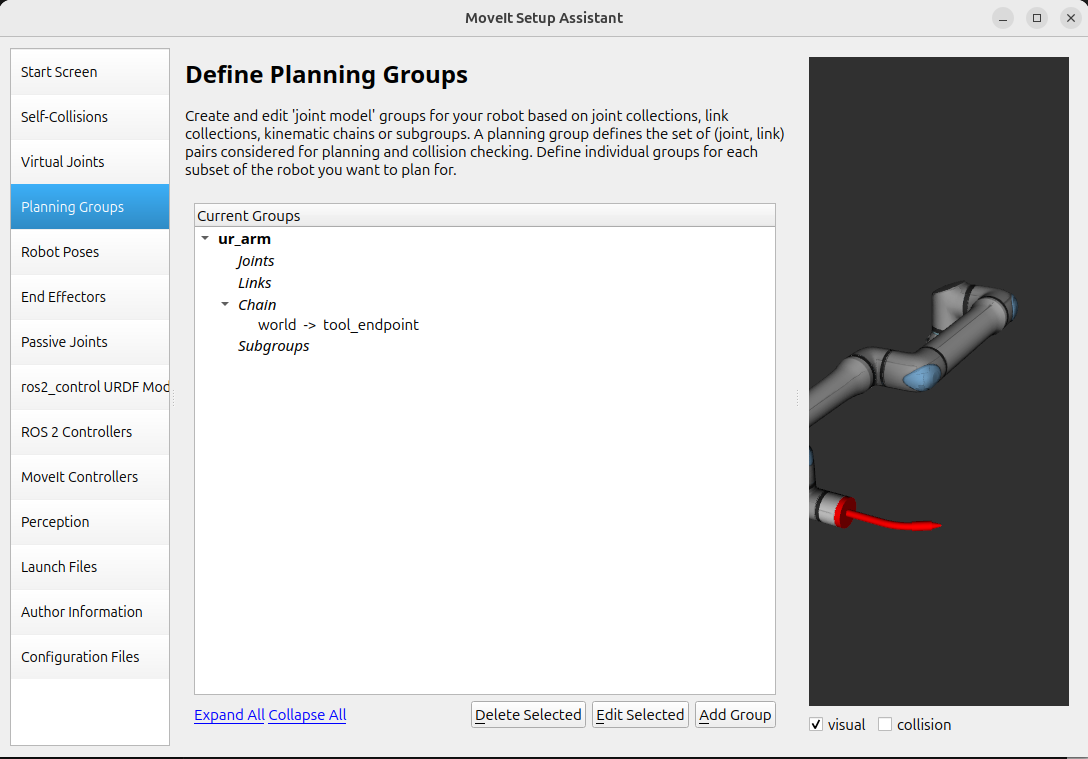 MoveIt Setup Assistant
Start Screen
Self-Collisions
Virtual Joints
Planning Groups
Robot Poses
End Effectors
Passive Joints
ros2_control URDF Mod
ROS 2 Controllers
MoveIt Controllers
Perception
Launch Files
Author Information
Configuration Files
Define Planning Groups
Create and edit 'joint model' groups for your robot based on joint collections, link
collections, kinematic chains or subgroups. A planning group defines the set of (joint, link)
pairs considered for planning and collision checking. Define individual groups for each
subset of the robot you want to plan for.
Current Groups
ur_arm
Joints
Links
Chain
world -> tool_endpoint
Subgroups
Expand All Collapse All
Delete Selected
Edit Selected
Add Group
visual
collision